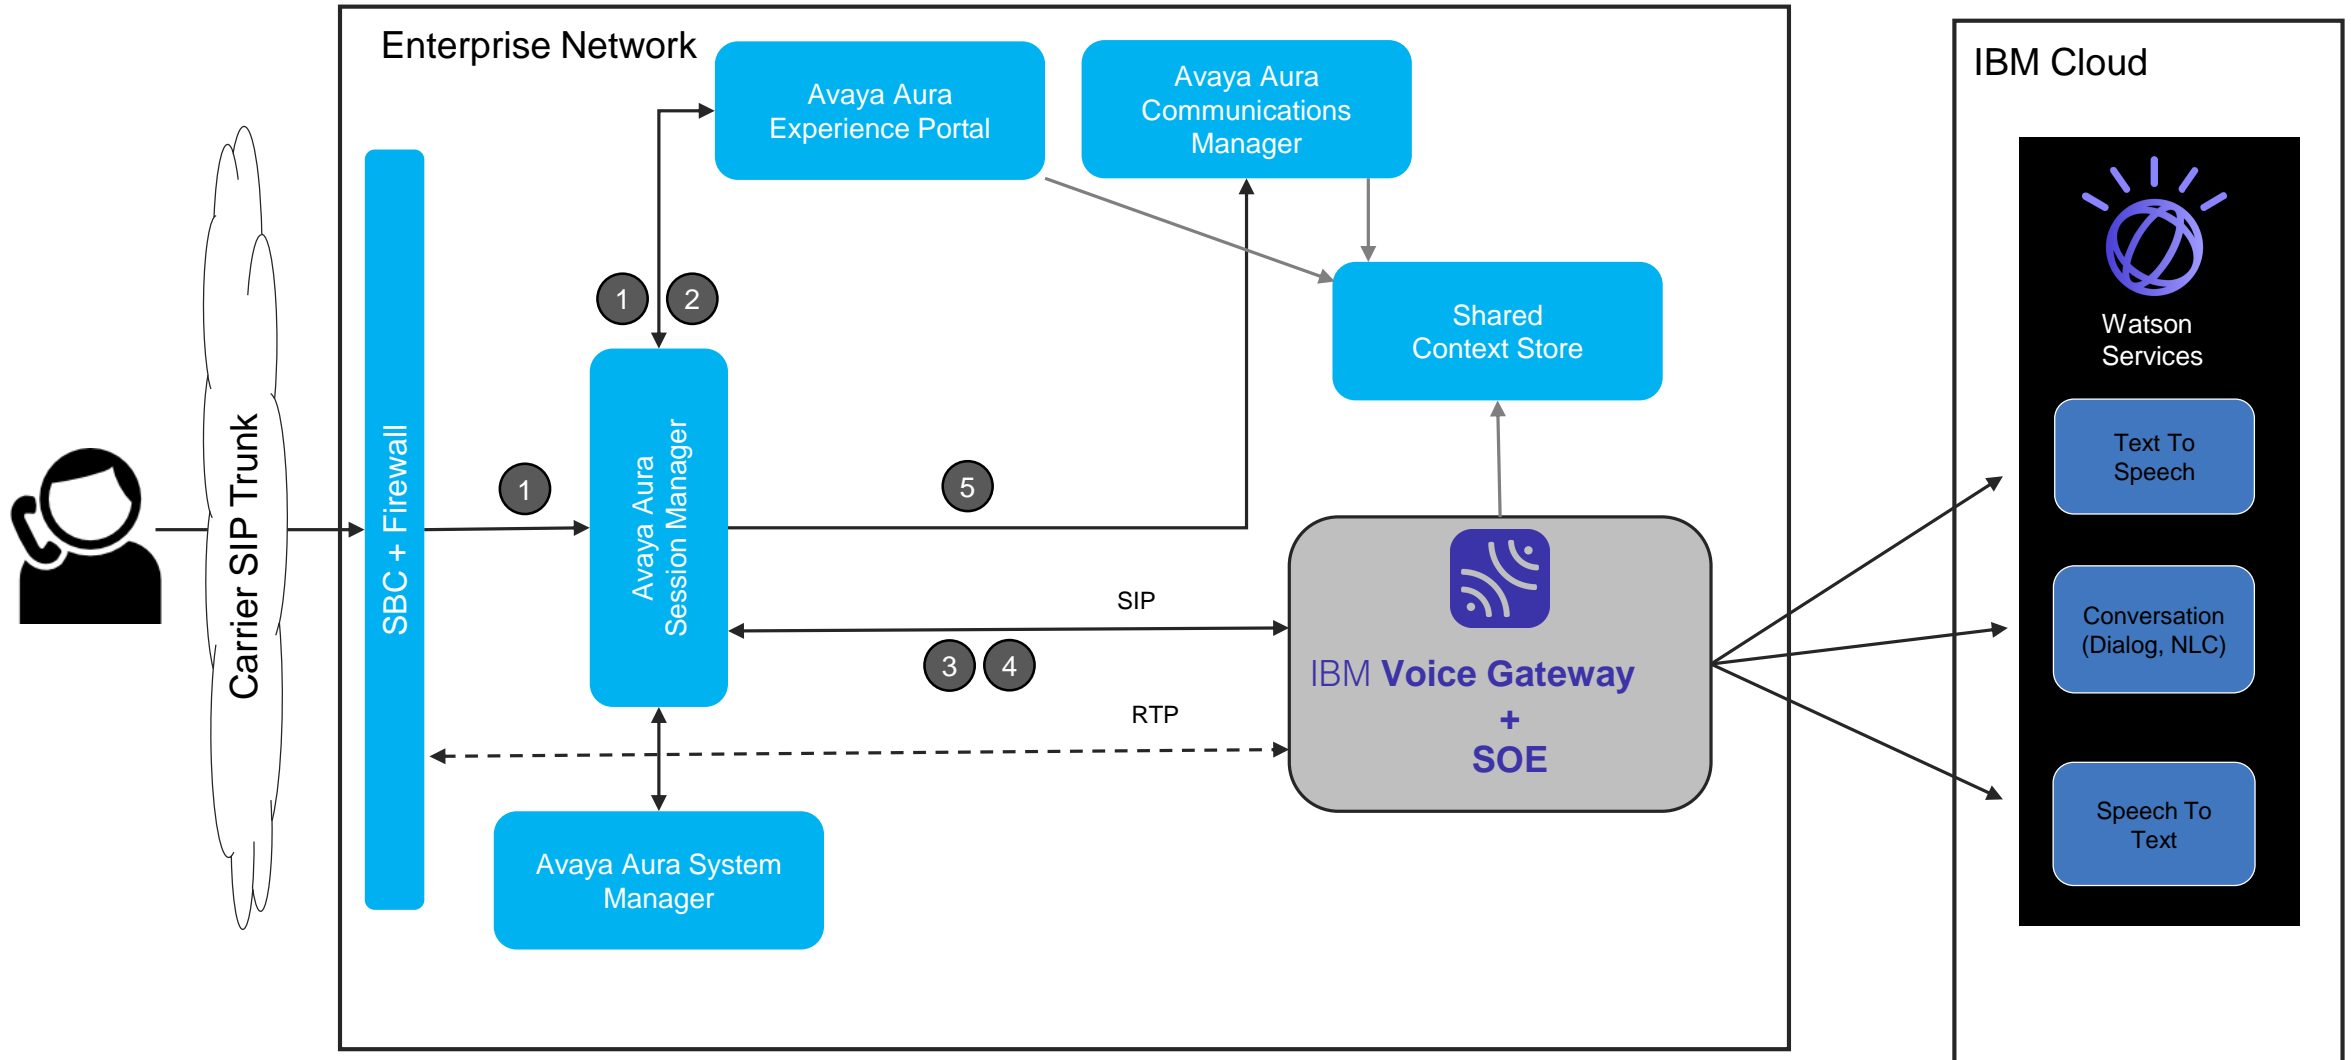 Enterprise Network
IBM Cloud
Avaya Aura
Experience Portal
Avaya Aura
Communications
Manager
Shared
Context Store
1
2
1
5
3
4
Carrier SIP Trunk
SBC + Firewall
Avaya Aura
Session Manager
SIP
RTP
IBM Voice Gateway
+
SOE
Avaya Aura System
Manager
Watson
Services
Text To
Speech
Conversation
(Dialog, NLC)
Speech To
Text